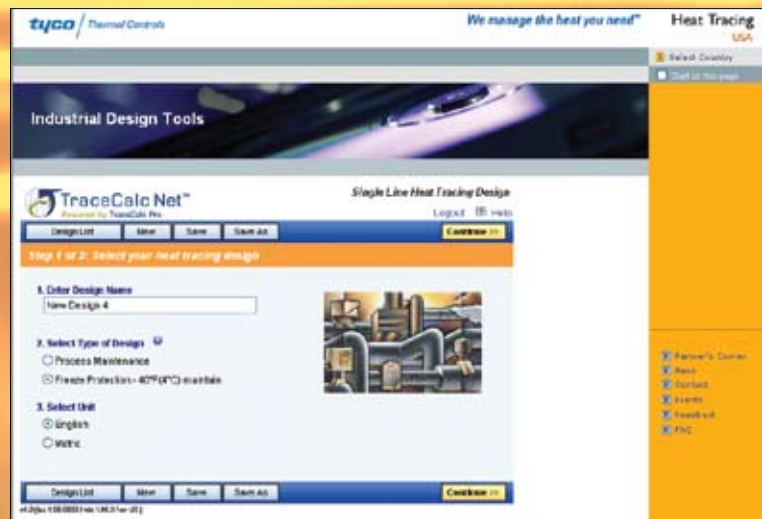 tyco / Thermal Controls
We manage the heat you need™
Heat Tracing
USA
Select Country
Start at this page
Industrial Design Tools
TraceCalc Net™
Powered by TraceCalc Pro
Single Line Heat Tracing Design
Logout Help
Design List New Save Save As Continue >>
Step 1 of 2: Select your heat tracing design
1. Enter Design Name
New Design 4
2. Select Type of Design
Process Maintenance
Freeze Protection - 40°F(4°C) maintain
3. Select Unit
English
Metric
Partner's Corner
News
Contact
Events
Feedback
FAQ
Design List New Save Save As Continue >>